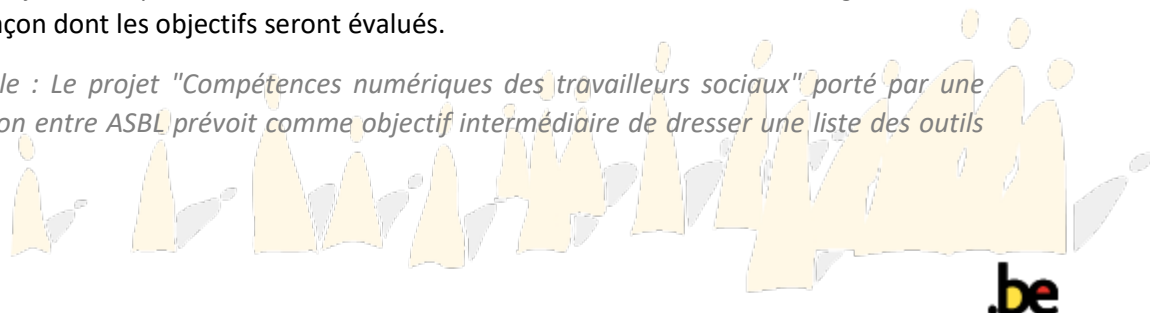 açon dont les objectifs seront évalués.
le : Le projet "Compétences numériques des travailleurs sociaux" porté par une
on entre ASBL prévoit comme objectif intermédiaire de dresser une liste des outils
.be